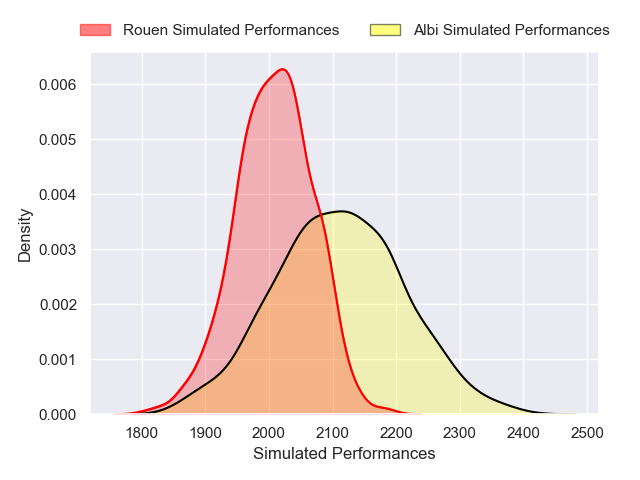 Rouen Simulated Performances Albi Simulated Performances
0.006
0.005
0.004
0.003
0.002
0.001
0.000
Density
1800 1900 2000 2100 2200 2300 2400 2500
Simulated Performances